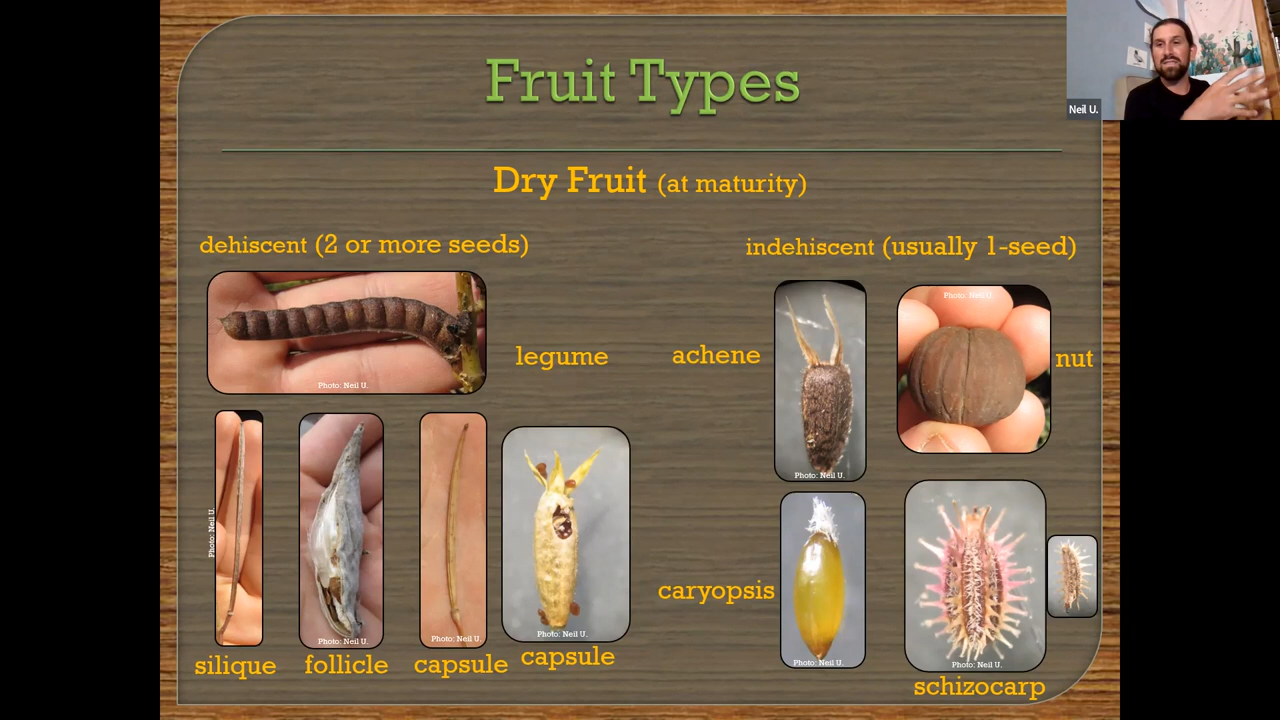 Fruit Types
Neil U.
Dry Fruit (at maturity)
dehiscent (2 or more seeds)
indehiscent (usually 1-seed)
Photo: Neil U.
legume
achene
Photo: Neil U.
Photo: Neil U.
nut
Photo: Neil U.
silique
Photo: Neil U.
follicle
Photo: Neil U.
capsule
Photo: Neil U.
capsule
caryopsis
Photo: Neil U.
Photo: Neil U.
schizocarp